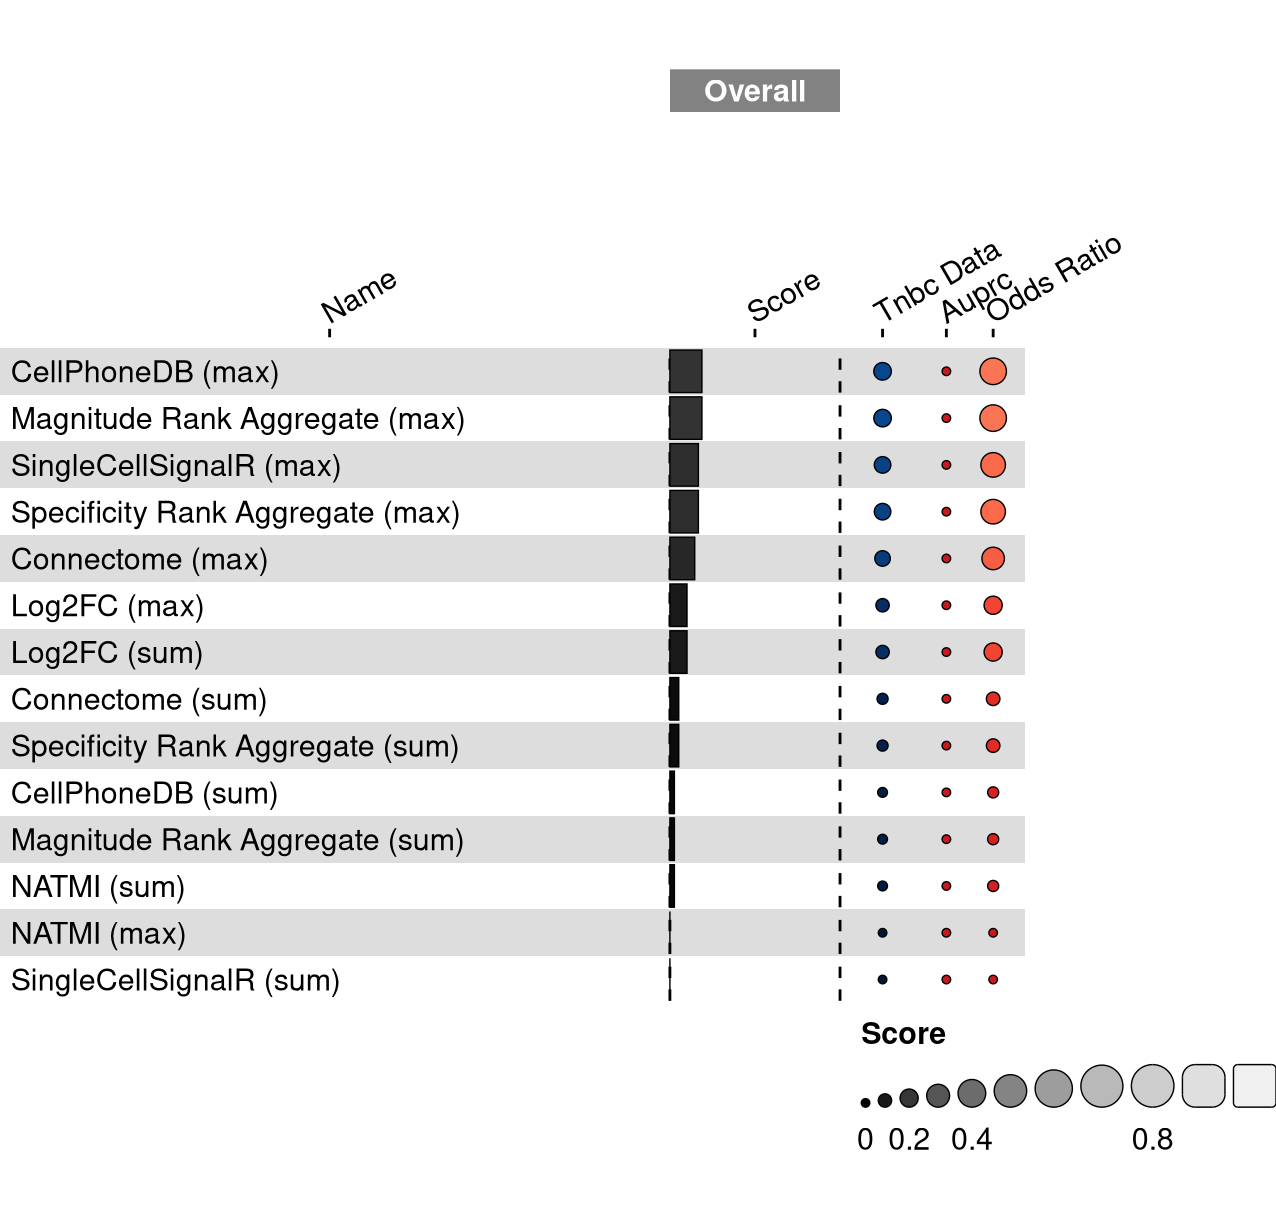 Overall
Name
Score
Tnbc Data
Auprc
Odds Ratio
CellPhoneDB (max)
Magnitude Rank Aggregate (max)
SingleCellSignalR (max)
Specificity Rank Aggregate (max)
Connectome (max)
Log2FC (max)
Log2FC (sum)
Connectome (sum)
Specificity Rank Aggregate (sum)
CellPhoneDB (sum)
Magnitude Rank Aggregate (sum)
NATMI (sum)
NATMI (max)
SingleCellSignalR (sum)
Score
0 0.2 0.4 0.8